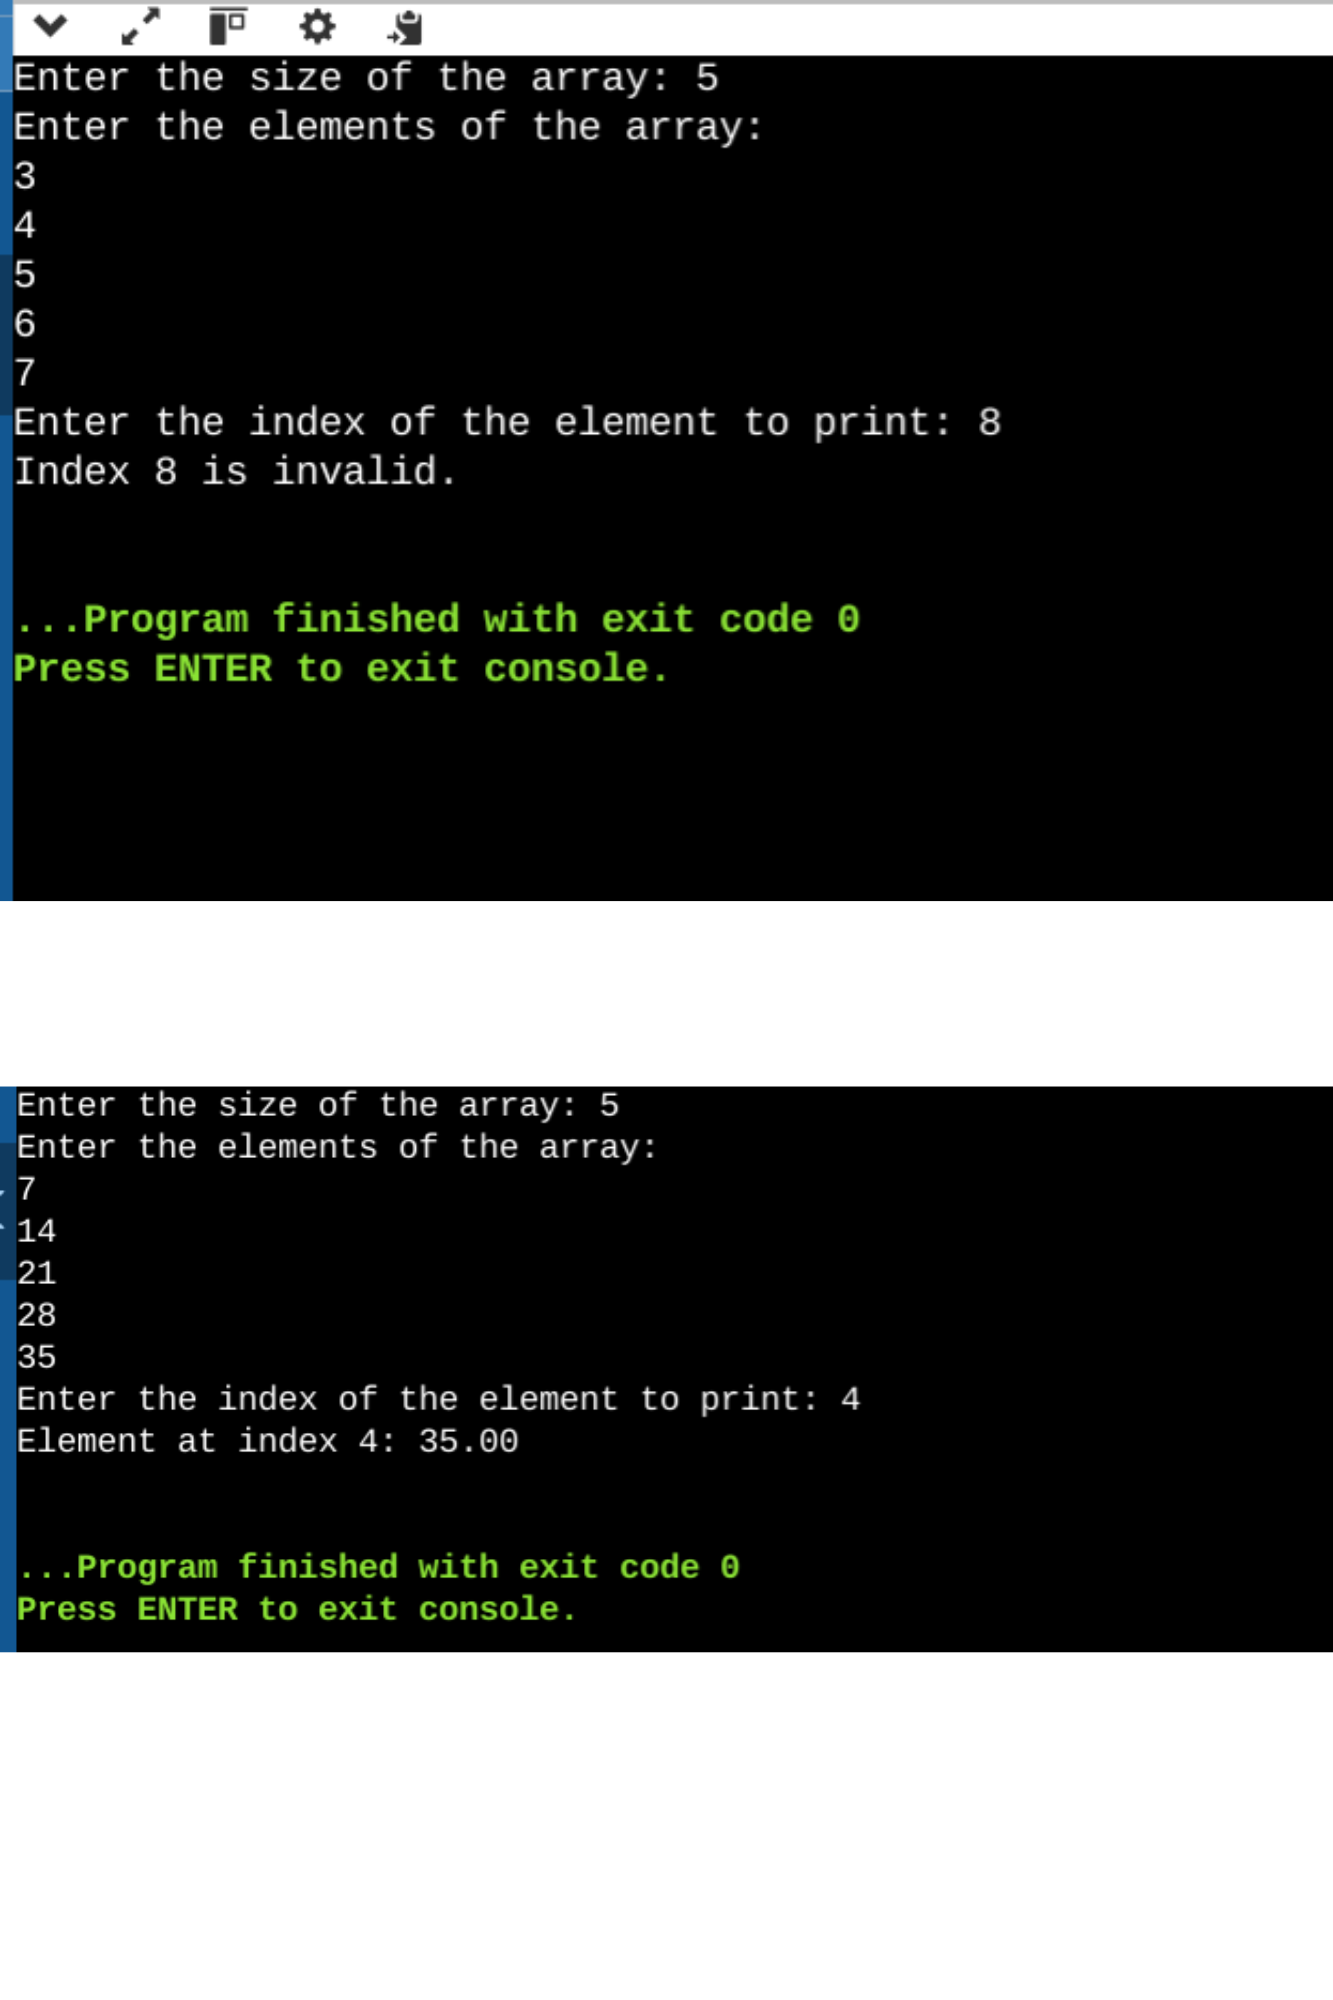 Enter the size of the array: 5
Enter the elements of the array:
3
4
5
6
7
Enter the index of the element to print: 8
Index 8 is invalid.
...Program finished with exit code 0
Press ENTER to exit console.
Enter the size of the array: 5
Enter the elements of the array:
7
14
21
28
35
Enter the index of the element to print: 4
Element at index 4: 35.00
...Program finished with exit code 0
Press ENTER to exit console.